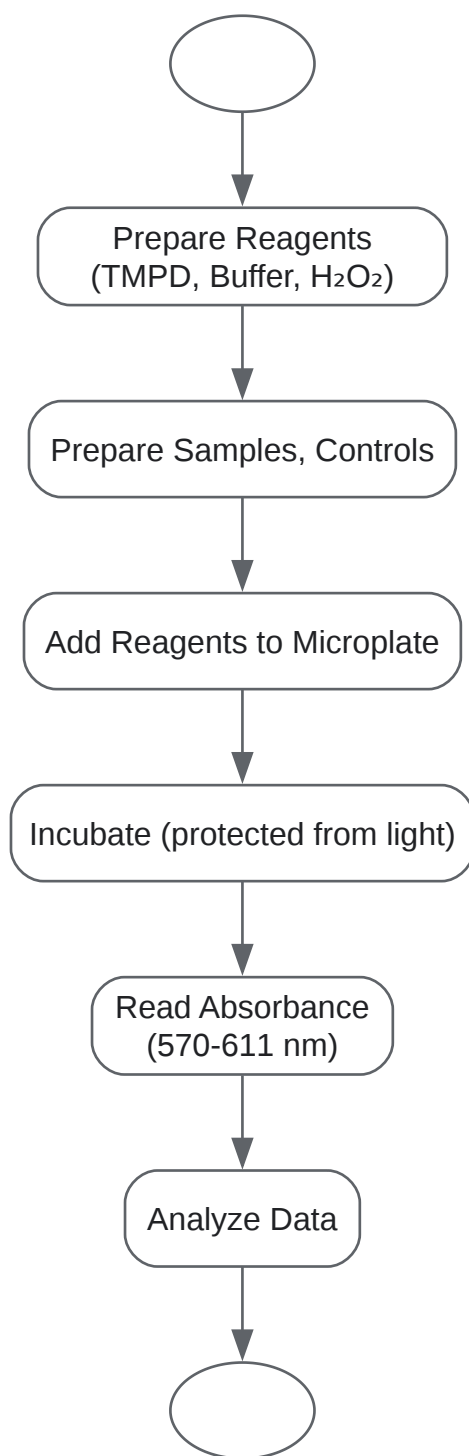 Prepare Reagents
(TMPD, Buffer, H₂O₂)
Prepare Samples, Controls
Add Reagents to Microplate
Incubate (protected from light)
Read Absorbance
(570-611 nm)
Analyze Data